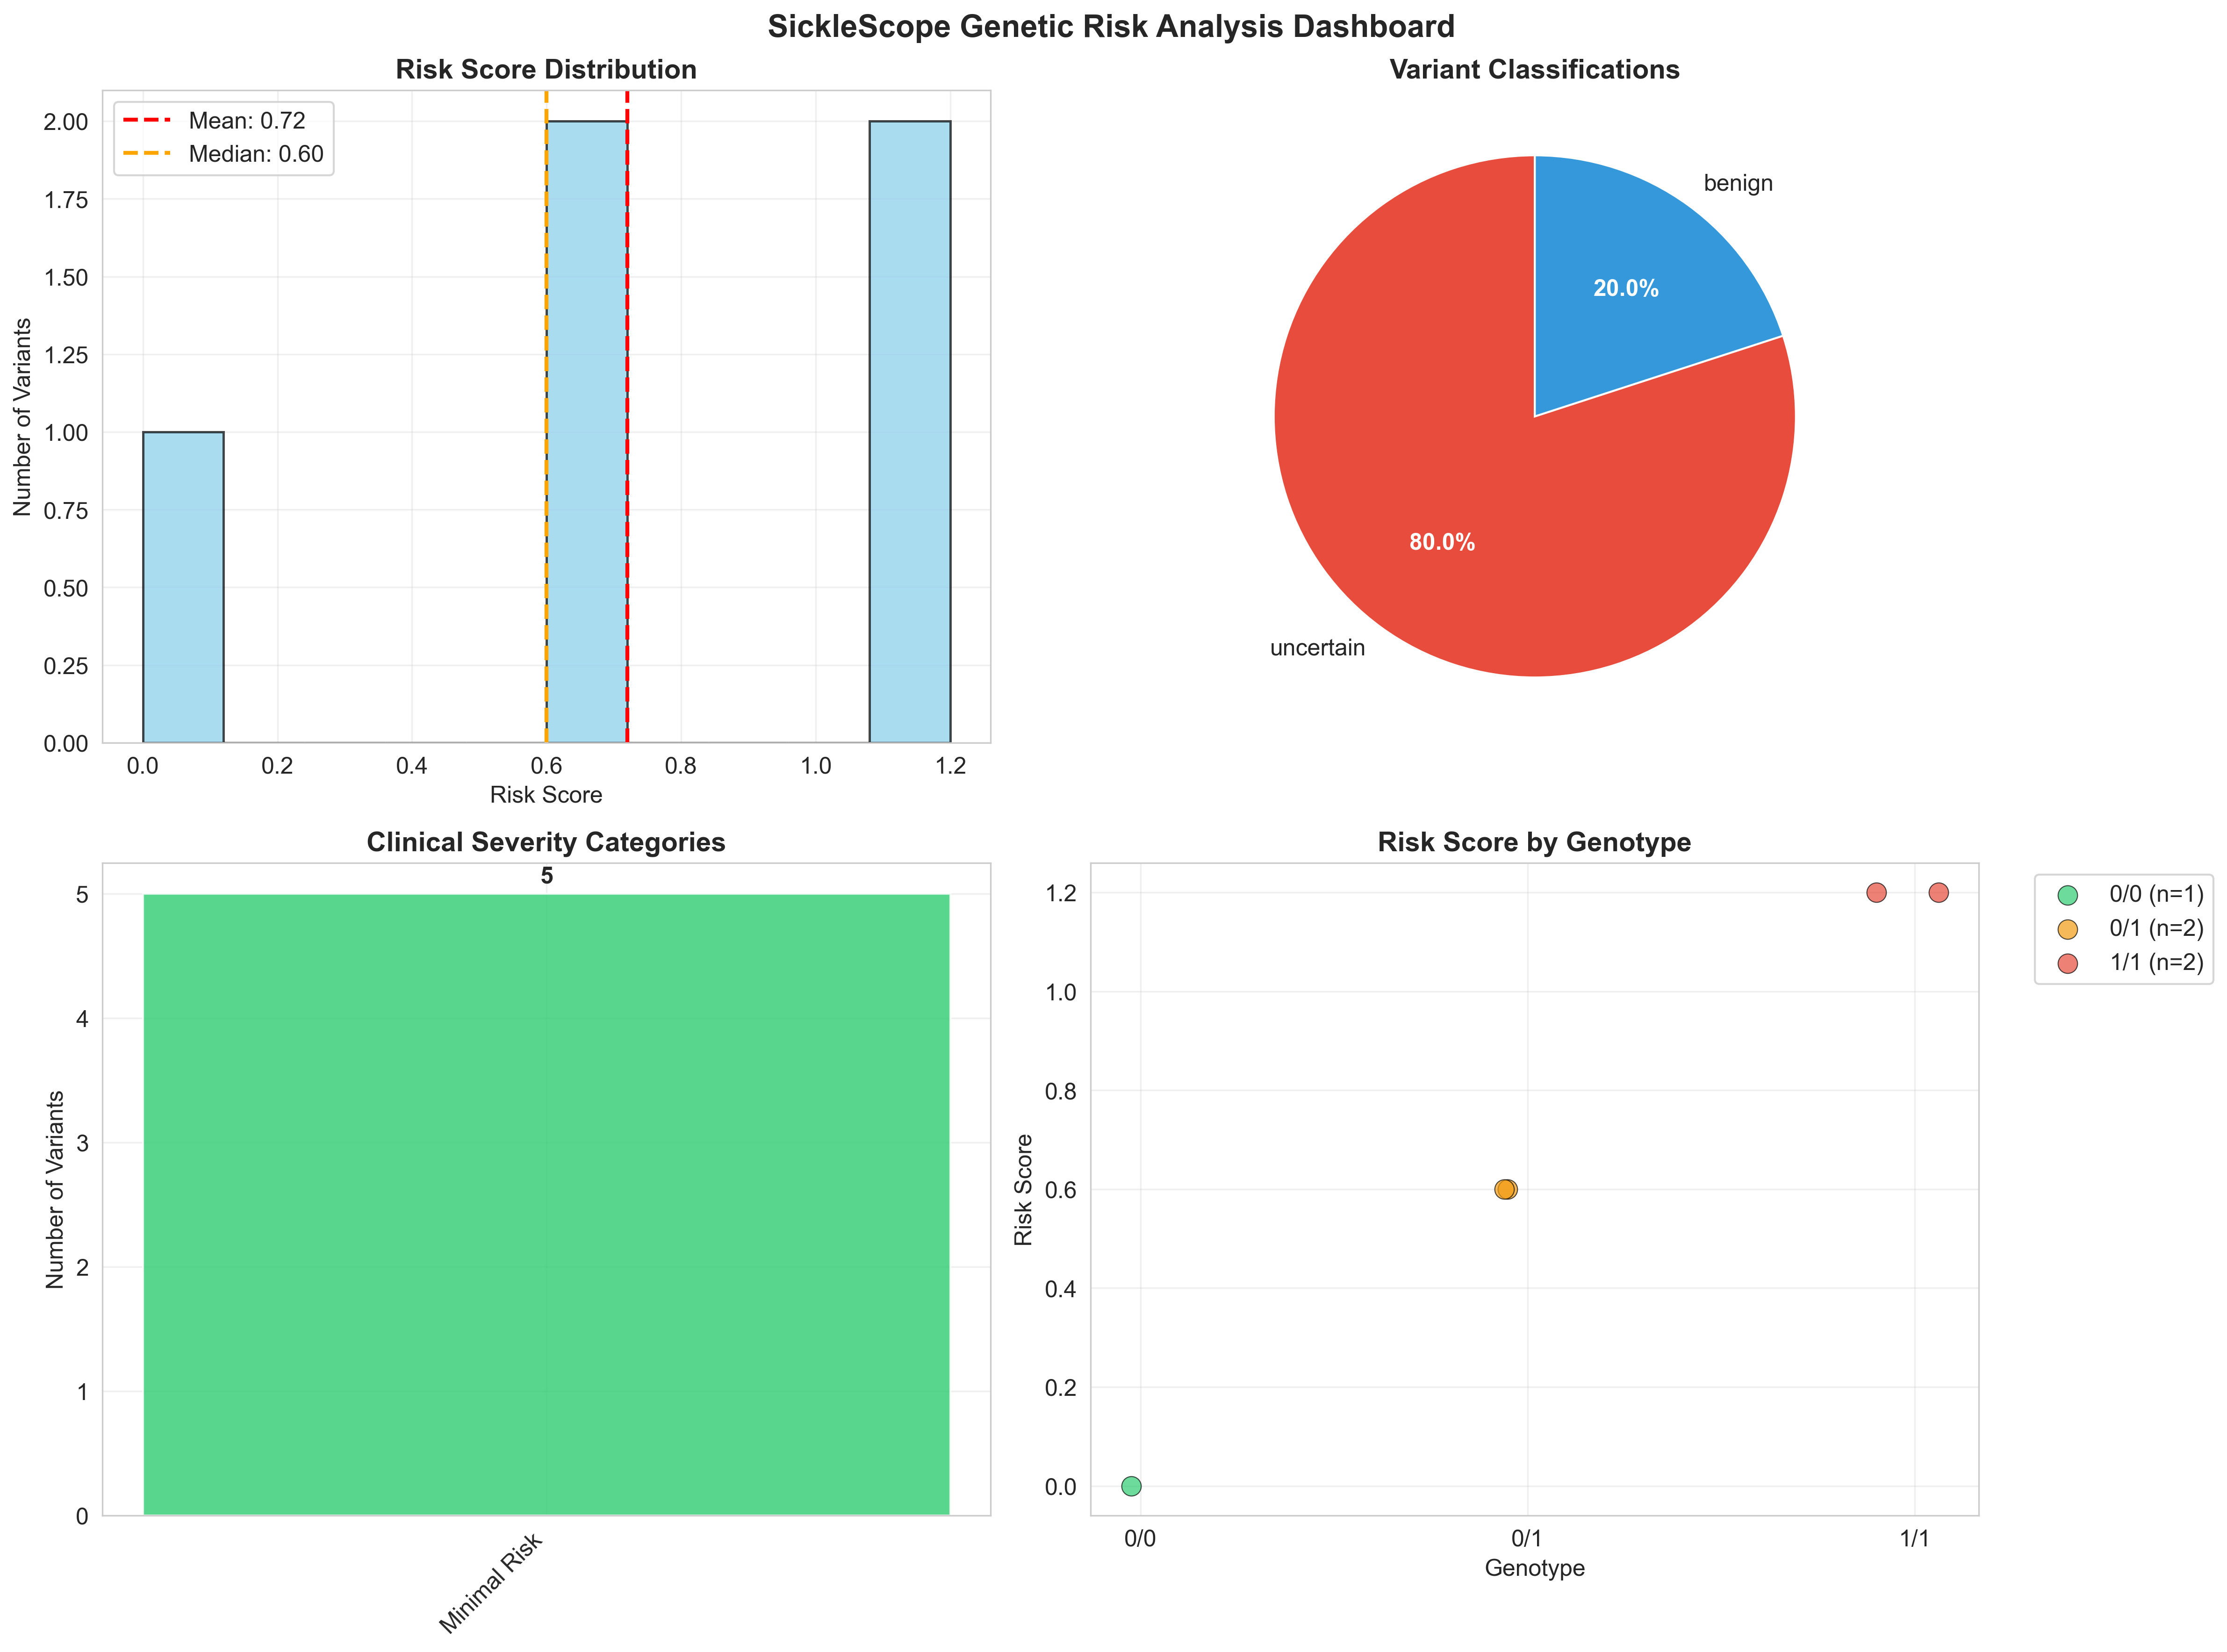 SickleScope Genetic Risk Analysis Dashboard
Risk Score Distribution
Mean: 0.72
Median: 0.60
2.00
1.75
1.50
1.25
1.00
0.75
0.50
0.25
0.00
Number of Variants
0.0 0.2 0.4 0.6 0.8 1.0 1.2
Risk Score
Variant Classifications
benign
20.0%
80.0%
uncertain
Clinical Severity Categories
5
5
4
3
2
1
0
Number of Variants
Minimal Risk
Risk Score by Genotype
1.2
1.0
0.8
0.6
0.4
0.2
0.0
Risk Score
0/0 0/1 1/1
Genotype
0/0 (n=1)
0/1 (n=2)
1/1 (n=2)